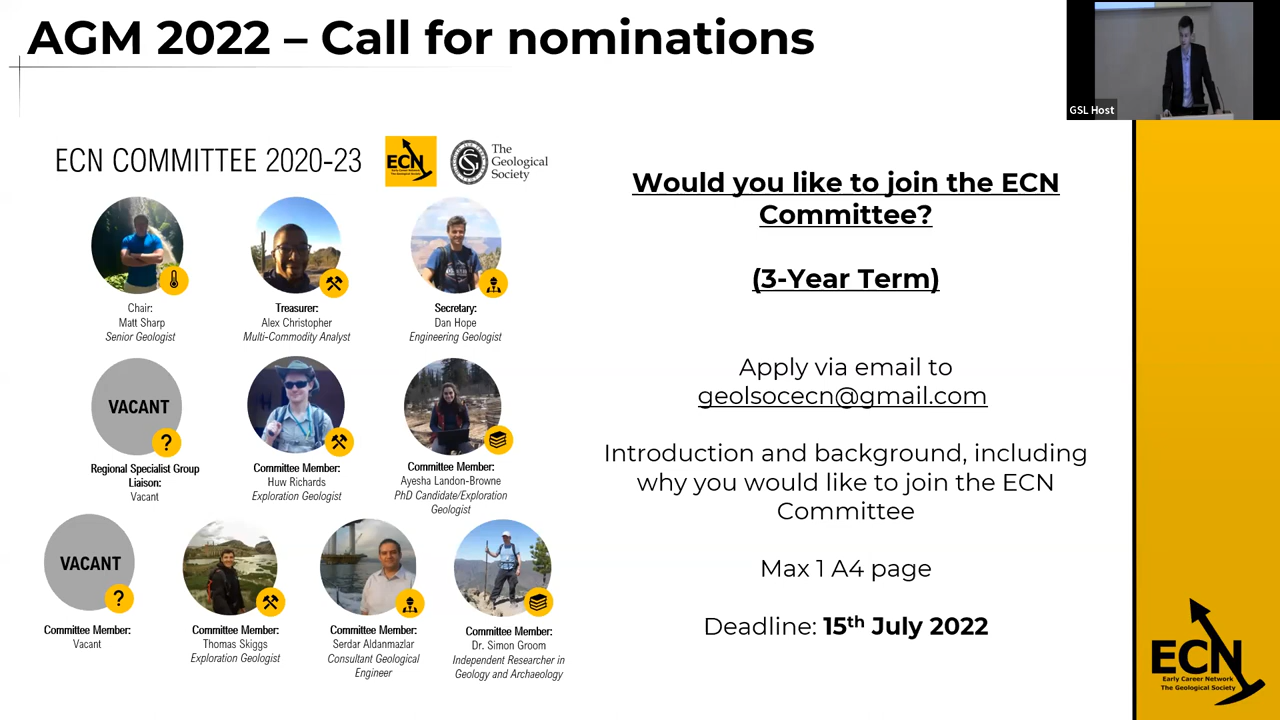 AGM 2022 – Call for nominations
GSL Host
ECN COMMITTEE 2020-23
ECN
Early Career Network
The Geological Society
The
Geological
Society
Chair:
Matt Sharp
Senior Geologist
Treasurer:
Alex Christopher
Multi-Commodity Analyst
Secretary:
Dan Hope
Engineering Geologist
VACANT
?
Regional Specialist Group
Liaison:
Vacant
Committee Member:
Huw Richards
Exploration Geologist
Committee Member:
Ayesha Landon-Browne
PhD Candidate/Exploration
Geologist
VACANT
?
Committee Member:
Vacant
Committee Member:
Thomas Skiggs
Exploration Geologist
Committee Member:
Serdar Aldanmazlar
Consultant Geological
Engineer
Committee Member:
Dr. Simon Groom
Independent Researcher in
Geology and Archaeology
Would you like to join the ECN
Committee?
(3-Year Term)
Apply via email to
geolsocecn@gmail.com
Introduction and background, including
why you would like to join the ECN
Committee
Max 1 A4 page
Deadline: 15th July 2022
ECN
Early Career Network
The Geological Society